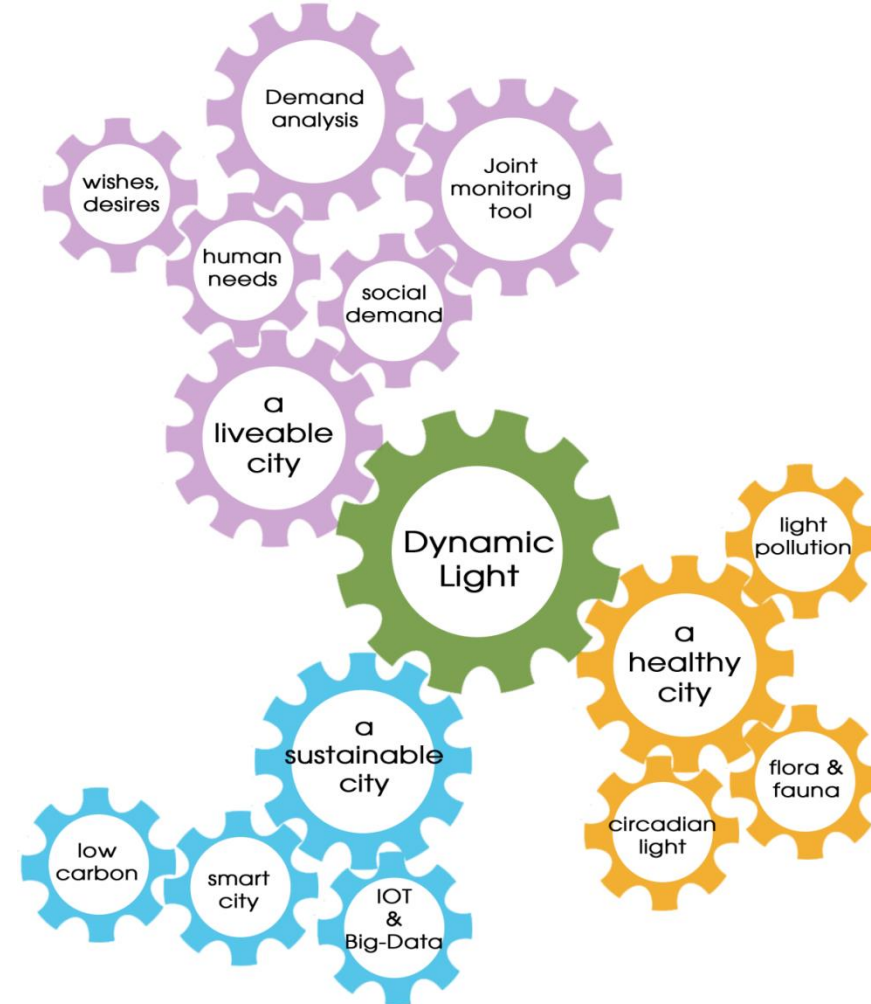 Demand
analysis
Joint
monitoring
tool
wishes,
desires
human
needs
social
demand
a
liveable
city
Dynamic
Light
light
pollution
a
healthy
city
flora &
fauna
circadian
light
a
sustainable
city
low
carbon
smart
city
IOT
&
Big-Data